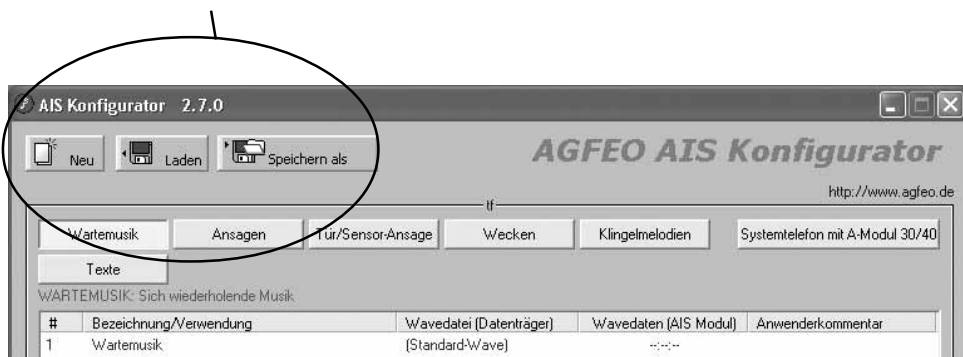 AIS Konfigurator 2.7.0
Neu Laden Speichern als
AGFEO AIS Konfigurator
http://www.agfeo.de
tf
Wartemusik Ansagen Tür/Sensor-Ansage Wecken Klingelmelodien Systemtelefon mit A-Modul 30/40
Texte
WARTEMUSIK: Sich wiederholende Musik
# Bezeichnung/Verwendung Wavedatei (Datenträger) Wavedaten (AIS Modul) Anwenderkommentar
1 Wartemusik (Standard-Wave) --:--:--